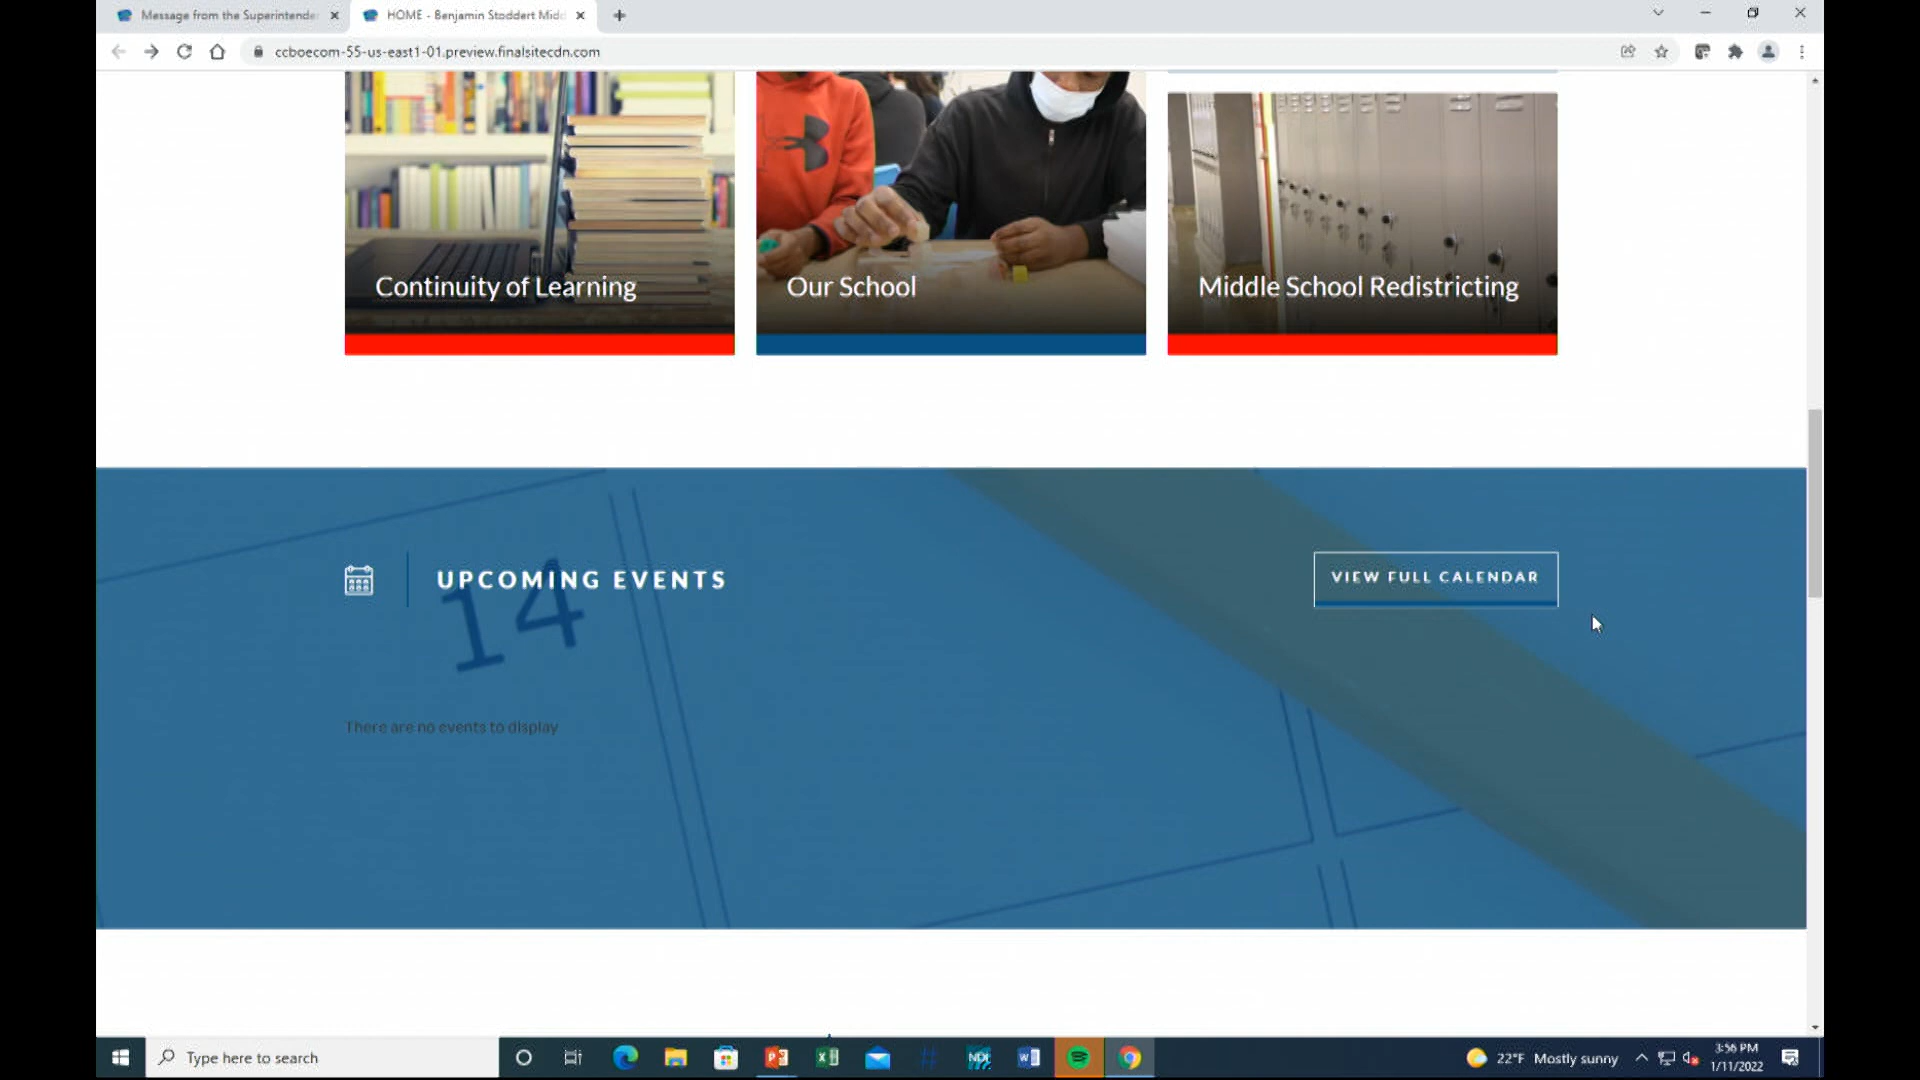 Message from the Superintende
HOME - Benjamin Stoddert Midd
ccboecom-55-us-east1-01.preview.finalsitecdn.com
Continuity of Learning
Our School
Middle School Redistricting
14
UPCOMING EVENTS
VIEW FULL CALENDAR
There are no events to display
Type here to search
22°F Mostly sunny
3:56 PM
1/11/2022